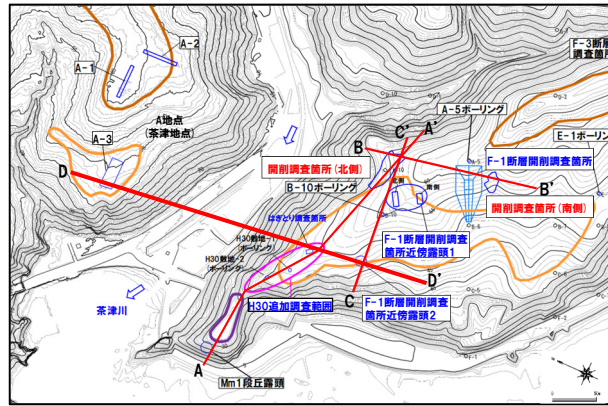 A-2
A-1
A地点
(茶津地点)
A-3
D
F-3断層
調査箇所
A-5ボーリング
E-1ボーリング
C'
A'
B
開削調査箇所(北側)
F-1断層開削調査箇所
北側
南側
B-10ボーリング
B'
開削調査箇所(南側)
はぎとり調査箇所
H30敷地-1
(ボーリング)
F-1断層開削調査
箇所近傍露頭1
H30敷地-2
(ボーリング)
D'
H30追加調査範囲
C
F-1断層開削調査
箇所近傍露頭2
茶津川
A
Mm1段丘露頭